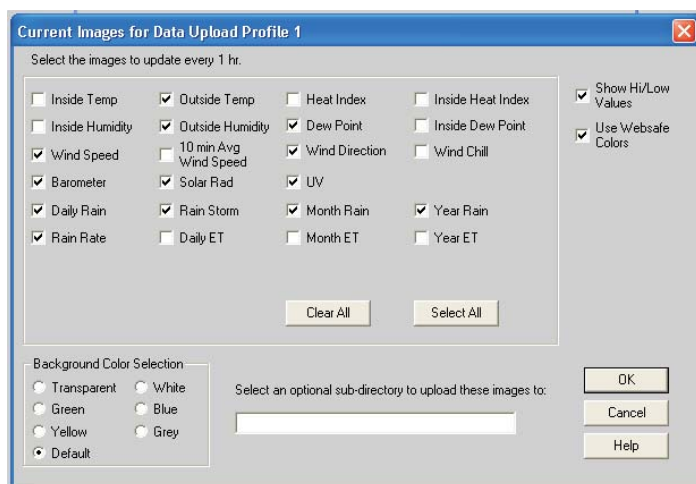 Current Images for Data Upload Profile 1
Select the images to update every 1 hr.
Inside Temp
Outside Temp
Heat Index
Inside Heat Index
Show Hi/Low
Values
Inside Humidity
Outside Humidity
Dew Point
Inside Dew Point
Use Websafe
Colors
Wind Speed
10 min Avg
Wind Speed
Wind Direction
Wind Chill
Barometer
Solar Rad
UV
Daily Rain
Rain Storm
Month Rain
Year Rain
Rain Rate
Daily ET
Month ET
Year ET
Clear All
Select All
Background Color Selection
Transparent
White
Green
Blue
Yellow
Grey
Default
Select an optional sub-directory to upload these images to:
OK
Cancel
Help